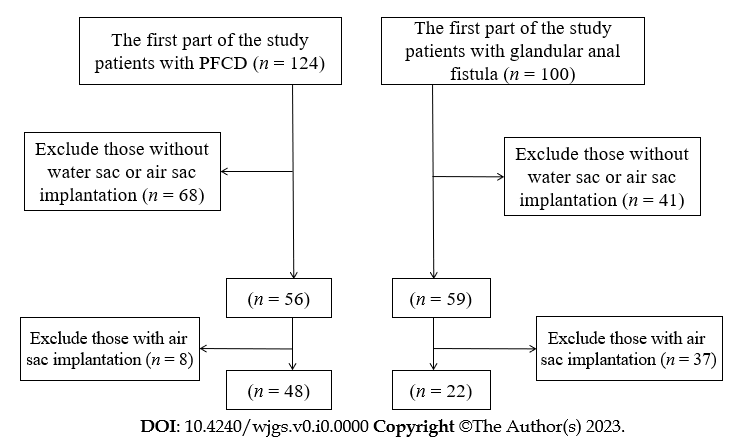 The first part of the study
patients with PFCD (n = 124)
The first part of the study
patients with glandular anal
fistula (n = 100)
Exclude those without
water sac or air sac
implantation (n = 68)
Exclude those without
water sac or air sac
implantation (n = 41)
(n = 56)
(n = 59)
Exclude those with air
sac implantation (n = 8)
Exclude those with air
sac implantation (n = 37)
(n = 48)
(n = 22)
DOI: 10.4240/wjgs.v0.i0.0000 Copyright ©The Author(s) 2023.